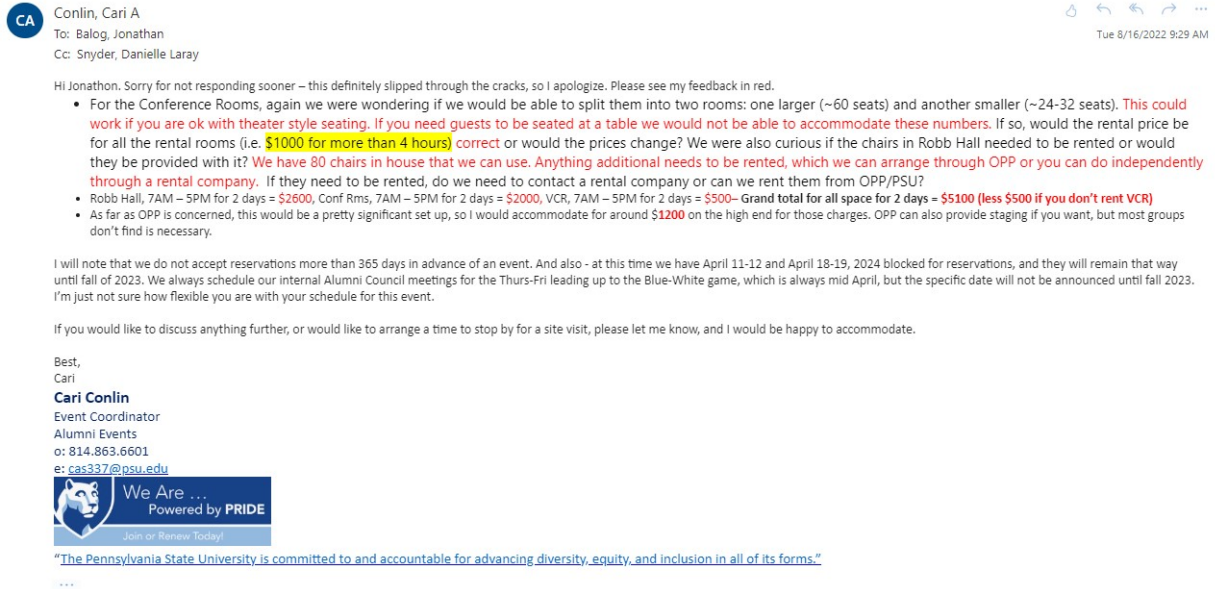 CA
Conlin, Cari A
To: Balog, Jonathan
Tue 8/16/2022 9:29 AM
Cc: Snyder, Danielle Laray
Hi Jonathon. Sorry for not responding sooner – this definitely slipped through the cracks, so I apologize. Please see my feedback in red.
• For the Conference Rooms, again we were wondering if we would be able to split them into two rooms: one larger (~60 seats) and another smaller (~24-32 seats). This could
work if you are ok with theater style seating. If you need guests to be seated at a table we would not be able to accommodate these numbers. If so, would the rental price be
for all the rental rooms (i.e. $1000 for more than 4 hours) correct or would the prices change? We were also curious if the chairs in Robb Hall needed to be rented or would
they be provided with it? We have 80 chairs in house that we can use. Anything additional needs to be rented, which we can arrange through OPP or you can do independently
through a rental company. If they need to be rented, do we need to contact a rental company or can we rent them from OPP/PSU?
• Robb Hall, 7AM – 5PM for 2 days = $2600, Conf Rms, 7AM – 5PM for 2 days = $2000, VCR, 7AM – 5PM for 2 days = $500– Grand total for all space for 2 days = $5100 (less $500 if you don't rent VCR)
• As far as OPP is concerned, this would be a pretty significant set up, so I would accommodate for around $1200 on the high end for those charges. OPP can also provide staging if you want, but most groups
don't find is necessary.
I will note that we do not accept reservations more than 365 days in advance of an event. And also - at this time we have April 11-12 and April 18-19, 2024 blocked for reservations, and they will remain that way
until fall of 2023. We always schedule our internal Alumni Council meetings for the Thurs-Fri leading up to the Blue-White game, which is always mid April, but the specific date will not be announced until fall 2023.
I'm just not sure how flexible you are with your schedule for this event.
If you would like to discuss anything further, or would like to arrange a time to stop by for a site visit, please let me know, and I would be happy to accommodate.
Best,
Cari
Cari Conlin
Event Coordinator
Alumni Events
o: 814.863.6601
e: cas337@psu.edu
We Are ...
Powered by PRIDE
Join or Renew Today!
"The Pennsylvania State University is committed to and accountable for advancing diversity, equity, and inclusion in all of its forms."
...